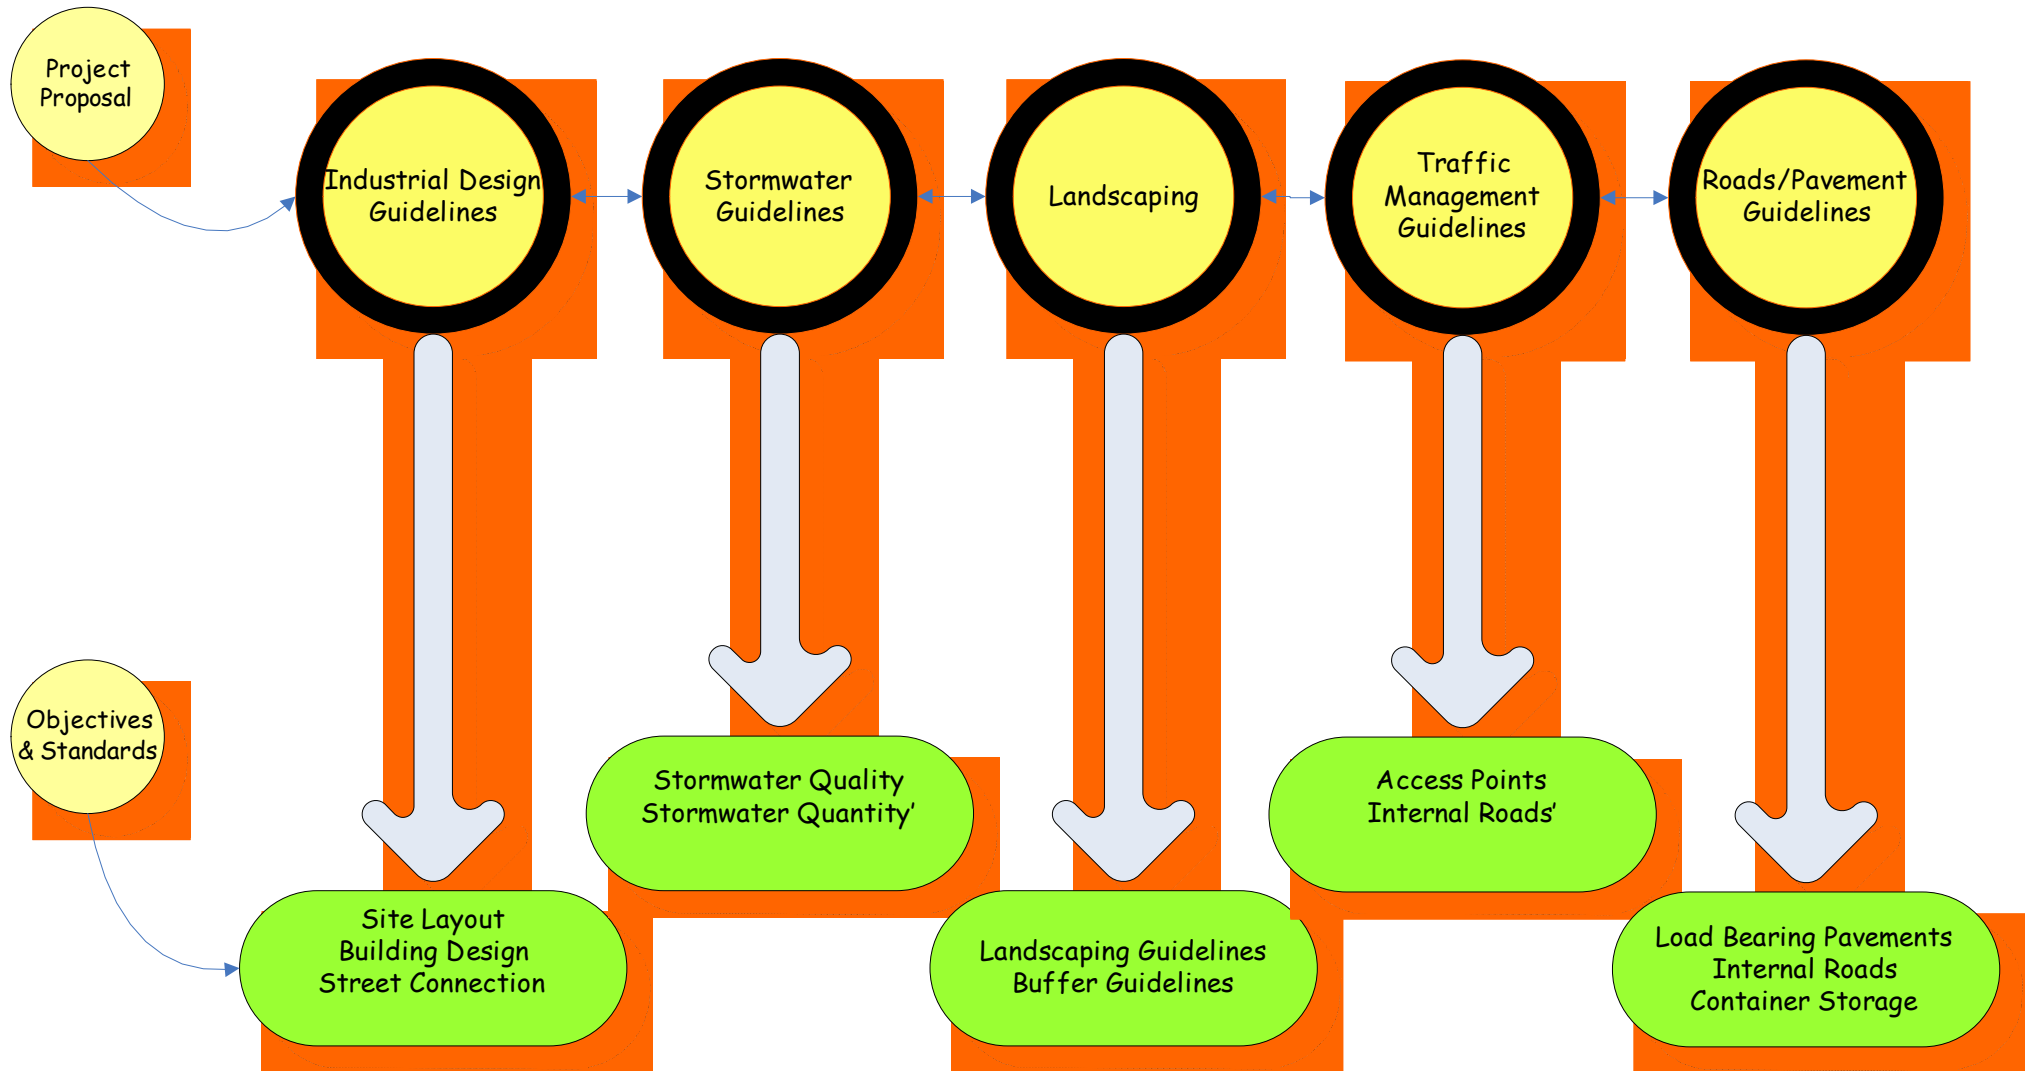 Project
Proposal
Industrial Design
Guidelines
Stormwater
Guidelines
Landscaping
Traffic
Management
Guidelines
Roads/Pavement
Guidelines
Objectives
& Standards
Site Layout
Building Design
Street Connection
Stormwater Quality
Stormwater Quantity’
Landscaping Guidelines
Buffer Guidelines
Access Points
Internal Roads’
Load Bearing Pavements
Internal Roads
Container Storage